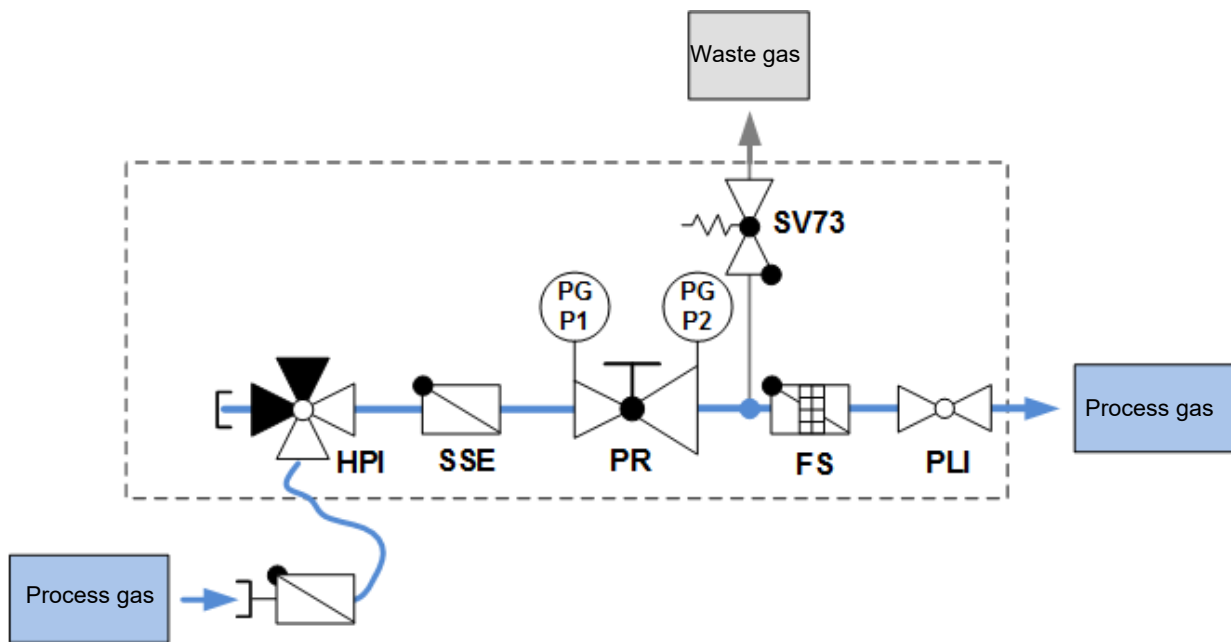 Waste gas
SV73
PG
P1
PG
P2
HPI
SSE
PR
FS
PLI
Process gas
Process gas